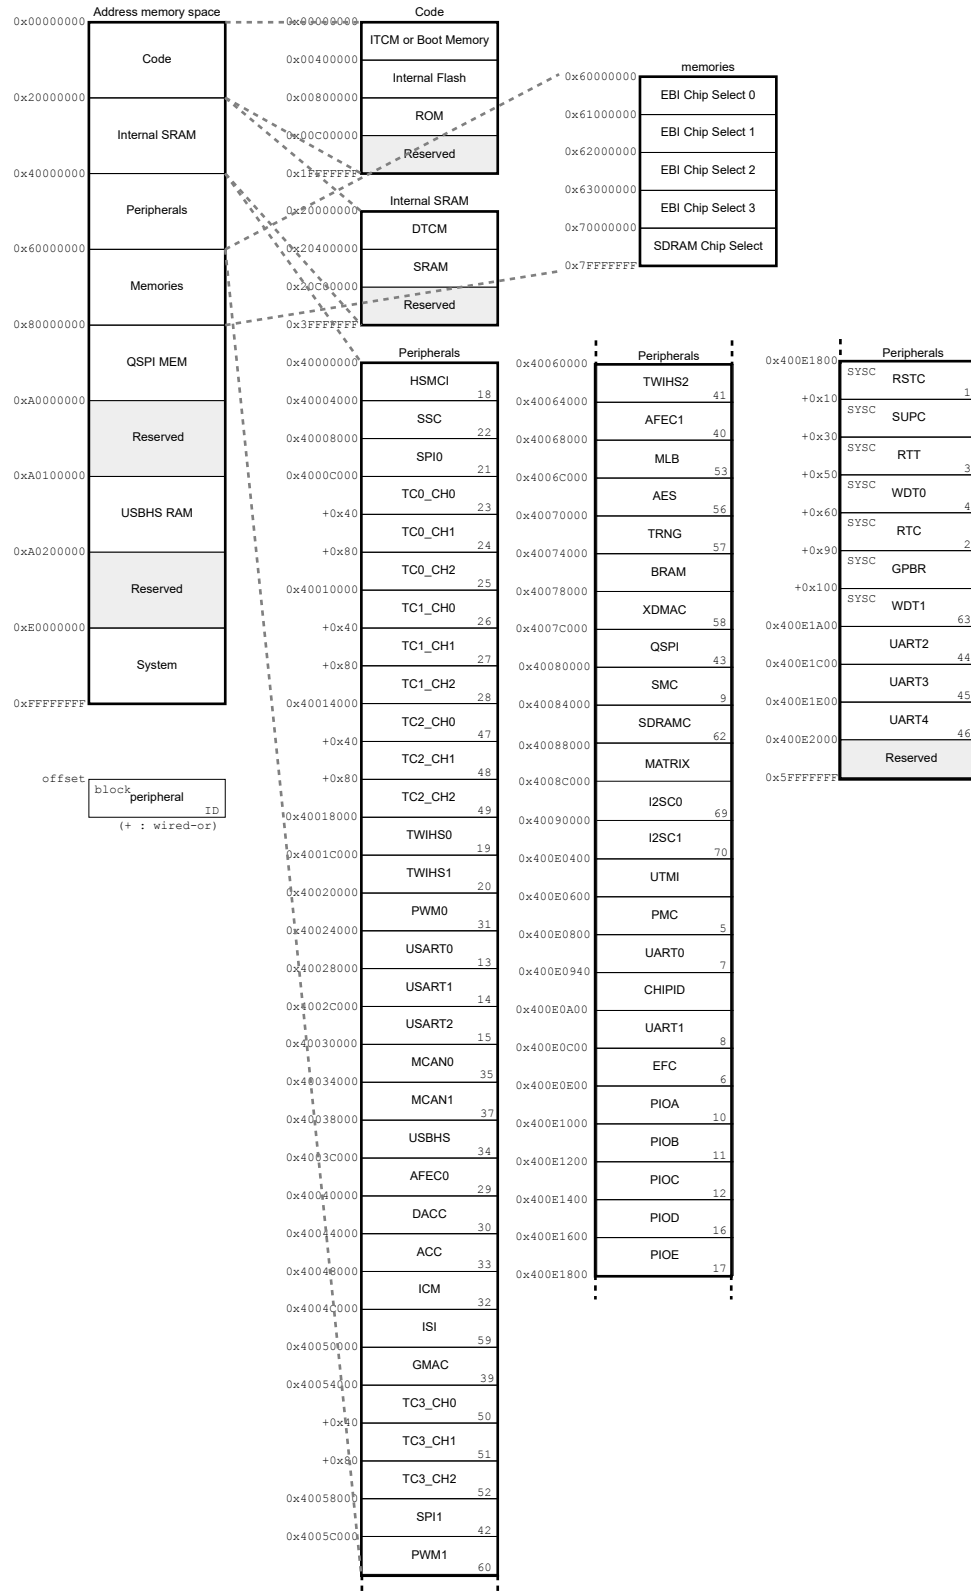 Address memory space
0x00000000
Code
0x20000000
Internal SRAM
0x40000000
Peripherals
0x60000000
Memories
0x80000000
QSPI MEM
0xA0000000
Reserved
0xA0100000
USBHS RAM
0xA0200000
Reserved
0xE0000000
System
0xFFFFFFFF
offset
block
peripheral
ID
(+ : wired-or)
Code
0x00000000
ITCM or Boot Memory
0x00400000
Internal Flash
0x00800000
ROM
0x00C00000
Reserved
0x1FFFFFFF
Internal SRAM
0x20000000
DTCM
0x20400000
SRAM
0x20C00000
Reserved
0x3FFFFFFF
Peripherals
0x40000000
HSMCI
18
0x40004000
SSC
22
0x40008000
SPI0
21
0x4000C000
TC0_CH0
23
+0x40
TC0_CH1
24
+0x80
TC0_CH2
25
0x40010000
TC1_CH0
26
+0x40
TC1_CH1
27
+0x80
TC1_CH2
28
0x40014000
TC2_CH0
47
+0x40
TC2_CH1
48
+0x80
TC2_CH2
49
0x40018000
TWIHS0
19
0x4001C000
TWIHS1
20
0x40020000
PWM0
31
0x40024000
USART0
13
0x40028000
USART1
14
0x4002C000
USART2
15
0x40030000
MCAN0
35
0x40034000
MCAN1
37
0x40038000
USBHS
34
0x4003C000
AFEC0
29
0x40040000
DACC
30
0x40044000
ACC
33
0x40048000
ICM
32
0x4004C000
ISI
59
0x40050000
GMAC
39
0x40054000
TC3_CH0
50
+0x40
TC3_CH1
51
+0x80
TC3_CH2
52
0x40058000
SPI1
42
0x4005C000
PWM1
60
memories
0x60000000
EBI Chip Select 0
0x61000000
EBI Chip Select 1
0x62000000
EBI Chip Select 2
0x63000000
EBI Chip Select 3
0x70000000
SDRAM Chip Select
0x7FFFFFFF
Peripherals
0x40060000
TWIHS2
41
0x40064000
AFEC1
40
0x40068000
MLB
53
0x4006C000
AES
56
0x40070000
TRNG
57
0x40074000
BRAM
0x40078000
XDMAC
58
0x4007C000
QSPI
43
0x40080000
SMC
9
0x40084000
SDRAMC
62
0x40088000
MATRIX
0x4008C000
I2SC0
69
0x40090000
I2SC1
70
0x400E0400
UTMI
0x400E0600
PMC
5
0x400E0800
UART0
7
0x400E0940
CHIPID
0x400E0A00
UART1
8
0x400E0C00
EFC
6
0x400E0E00
PIOA
10
0x400E1000
PIOB
11
0x400E1200
PIOC
12
0x400E1400
PIOD
16
0x400E1600
PIOE
17
0x400E1800
Peripherals
0x400E1800
SYSC
RSTC
1
+0x10
SYSC
SUPC
+0x30
SYSC
RTT
3
+0x50
SYSC
WDT0
4
+0x60
SYSC
RTC
2
+0x90
SYSC
GPBR
+0x100
SYSC
WDT1
63
0x400E1A00
UART2
44
0x400E1C00
UART3
45
0x400E1E00
UART4
46
0x400E2000
Reserved
0x5FFFFFFF